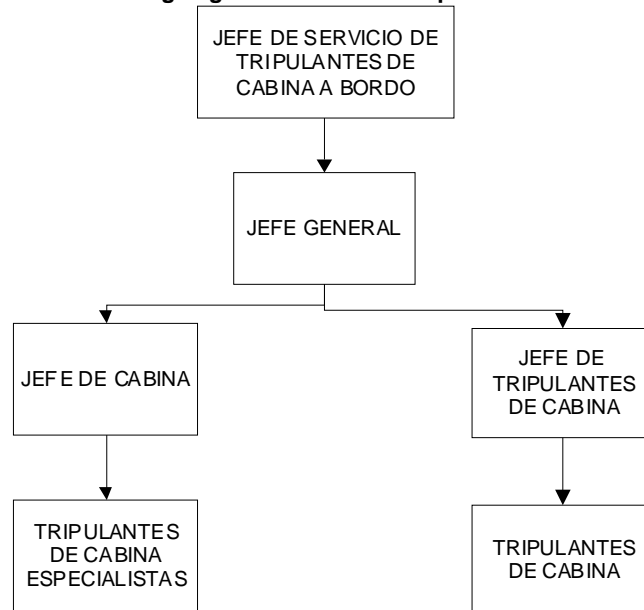 JEFE DE SERVICIO DE
TRIPULANTES DE
CABINA A BORDO
JEFE GENERAL
JEFE DE CABINA
JEFE DE
TRIPULANTES
DE CABINA
TRIPULANTES
DE CABINA
ESPECIALISTAS
TRIPULANTES
DE CABINA